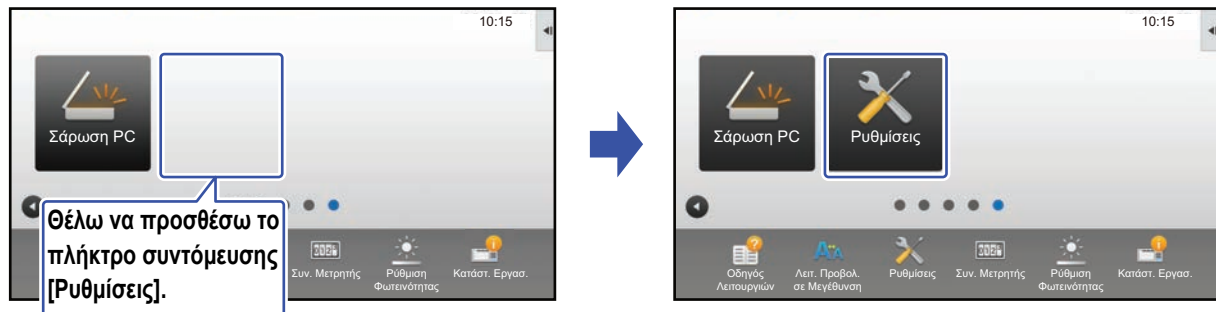 10:15
Σάρωση PC
Θέλω να προσθέσω το
πλήκτρο συντόμευσης
[Ρυθμίσεις].
Συν. Μετρητής
Ρύθμιση
Φωτεινότητας
Κατάστ. Εργασ.
10:15
Σάρωση PC
Ρυθμίσεις
Οδηγός
Λειτουργιών
Λειτ. Προβολ.
σε Μεγέθυνση
Ρυθμίσεις
Συν. Μετρητής
Ρύθμιση
Φωτεινότητας
Κατάστ. Εργασ.